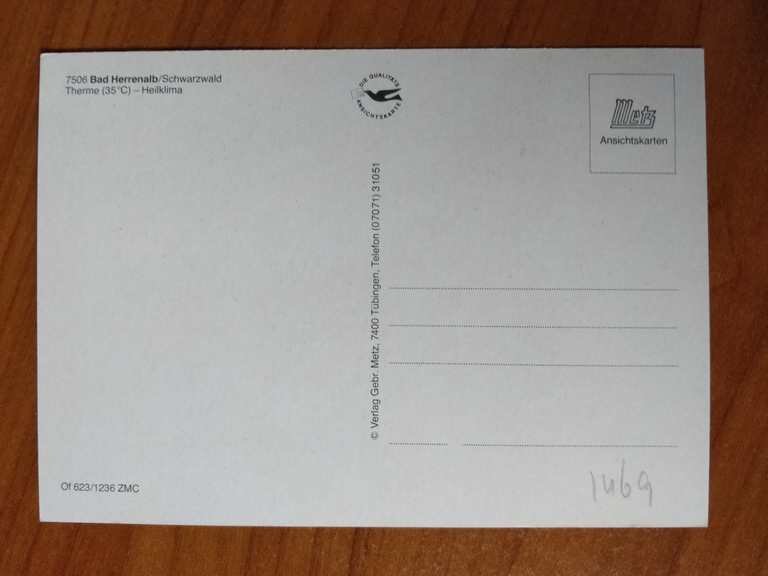 7506 Bad Herrenalb/Schwarzwald
Therme (35°C) – Heilklima
DIE QUALITÄTS
ANSICHTSKARTE
Metz
Ansichtskarten
© Verlag Gebr. Metz, 7400 Tübingen, Telefon (07071) 31051
Of 623/1236 ZMC
1469